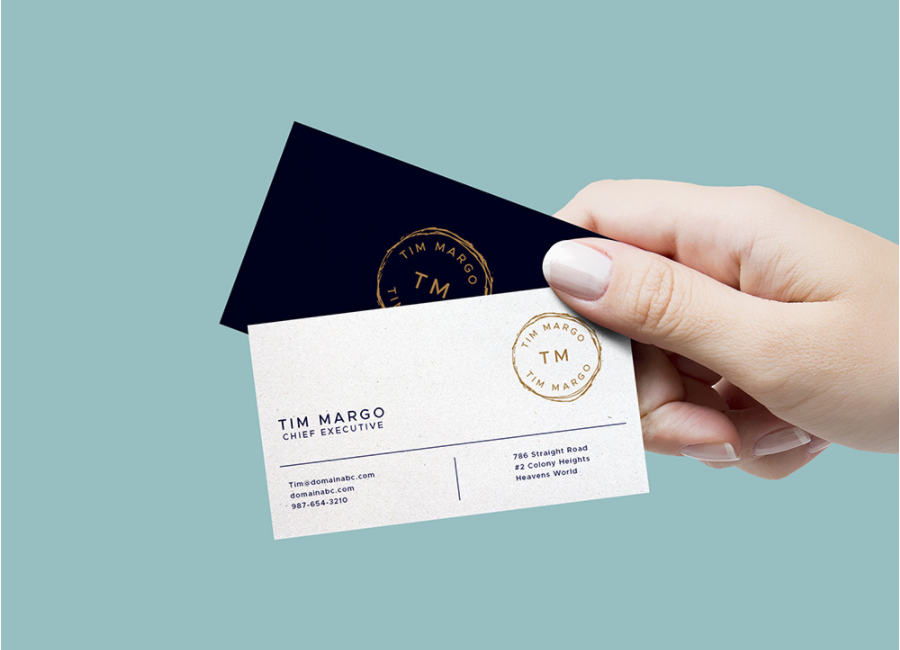 TIM MARGO
TM
TIM
TIM MARGO
TM
TIM MARGO
TIM MARGO
CHIEF EXECUTIVE
Tim@domainabc.com
domainabc.com
987-654-3210
786 Straight Road
#2 Colony Heights
Heavens World